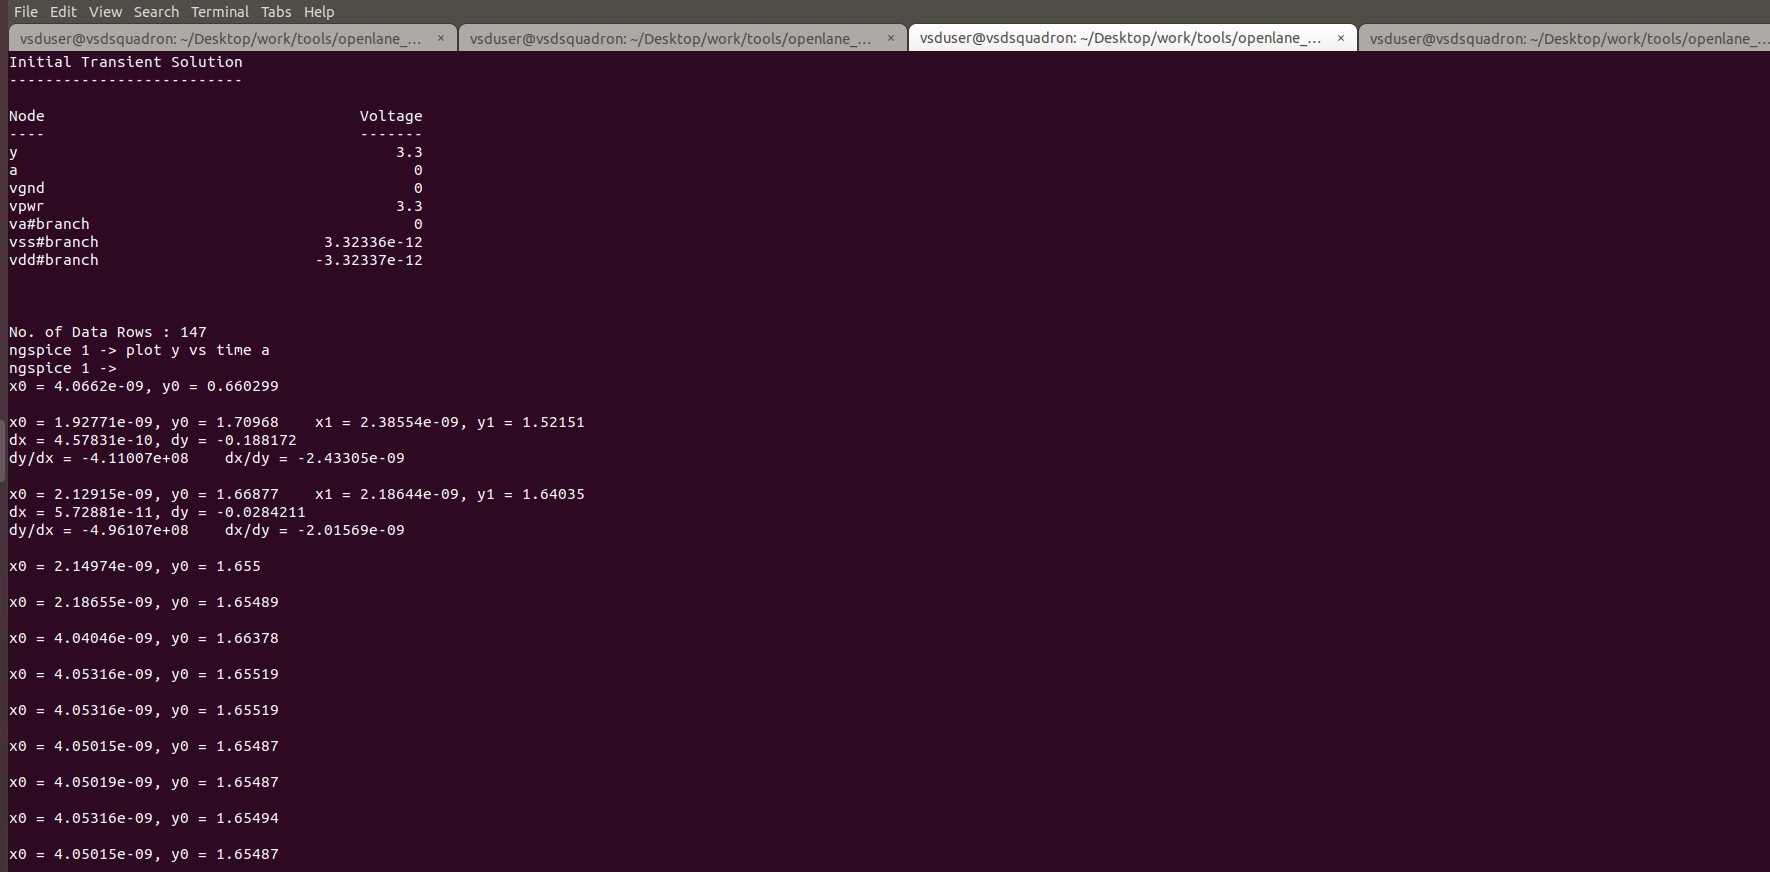 File Edit View Search Terminal Tabs Help
vsduser@vsdsquadron: ~/Desktop/work/tools/openlane_... × vsduser@vsdsquadron: ~/Desktop/work/tools/openlane_... × vsduser@vsdsquadron: ~/Desktop/work/tools/openlane_... × vsduser@vsdsquadron: ~/Desktop/work/tools/openlane_...
Initial Transient Solution
--------------------------
Node Voltage
---- -------
y 3.3
a 0
vgnd 0
vpwr 3.3
va#branch 0
vss#branch 3.32336e-12
vdd#branch -3.32337e-12
No. of Data Rows : 147
ngspice 1 -> plot y vs time a
ngspice 1 ->
x0 = 4.0662e-09, y0 = 0.660299
x0 = 1.92771e-09, y0 = 1.70968 x1 = 2.38554e-09, y1 = 1.52151
dx = 4.57831e-10, dy = -0.188172
dy/dx = -4.11007e+08 dx/dy = -2.43305e-09
x0 = 2.12915e-09, y0 = 1.66877 x1 = 2.18644e-09, y1 = 1.64035
dx = 5.72881e-11, dy = -0.0284211
dy/dx = -4.96107e+08 dx/dy = -2.01569e-09
x0 = 2.14974e-09, y0 = 1.655
x0 = 2.18655e-09, y0 = 1.65489
x0 = 4.04046e-09, y0 = 1.66378
x0 = 4.05316e-09, y0 = 1.65519
x0 = 4.05316e-09, y0 = 1.65519
x0 = 4.05015e-09, y0 = 1.65487
x0 = 4.05019e-09, y0 = 1.65487
x0 = 4.05316e-09, y0 = 1.65494
x0 = 4.05015e-09, y0 = 1.65487